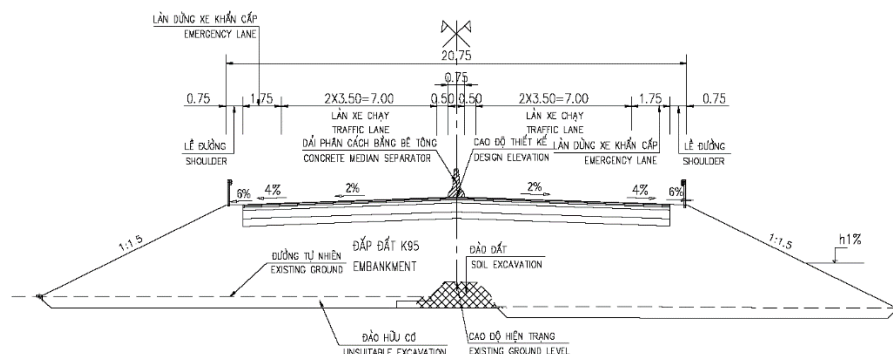 LÀN DỪNG XE KHẨN CẤP
EMERGENCY LANE
20.75
0.75
0.75
1.75
2X3.50=7.00
0.50
0.50
2X3.50=7.00
1.75
0.75
LÀN XE CHẠY
TRAFFIC LANE
LÀN XE CHẠY
TRAFFIC LANE
LỀ ĐƯỜNG
SHOULDER
DẢI PHÂN CÁCH BẰNG BÊ TÔNG
CONCRETE MEDIAN SEPARATOR
CAO ĐỘ THIẾT KẾ
DESIGN ELEVATION
LÀN DỪNG XE KHẨN CẤP
EMERGENCY LANE
LỀ ĐƯỜNG
SHOULDER
6%
4%
2%
2%
4%
6%
1:1.5
1:1.5
h1%
ĐẮP ĐẤT K95
EMBANKMENT
ĐÀO ĐẤT
SOIL EXCAVATION
ĐƯỜNG TỰ NHIÊN
EXISTING GROUND
ĐÀO HỮU CƠ
UNSUITABLE EXCAVATION
CAO ĐỘ HIỆN TRẠNG
EXISTING GROUND LEVEL